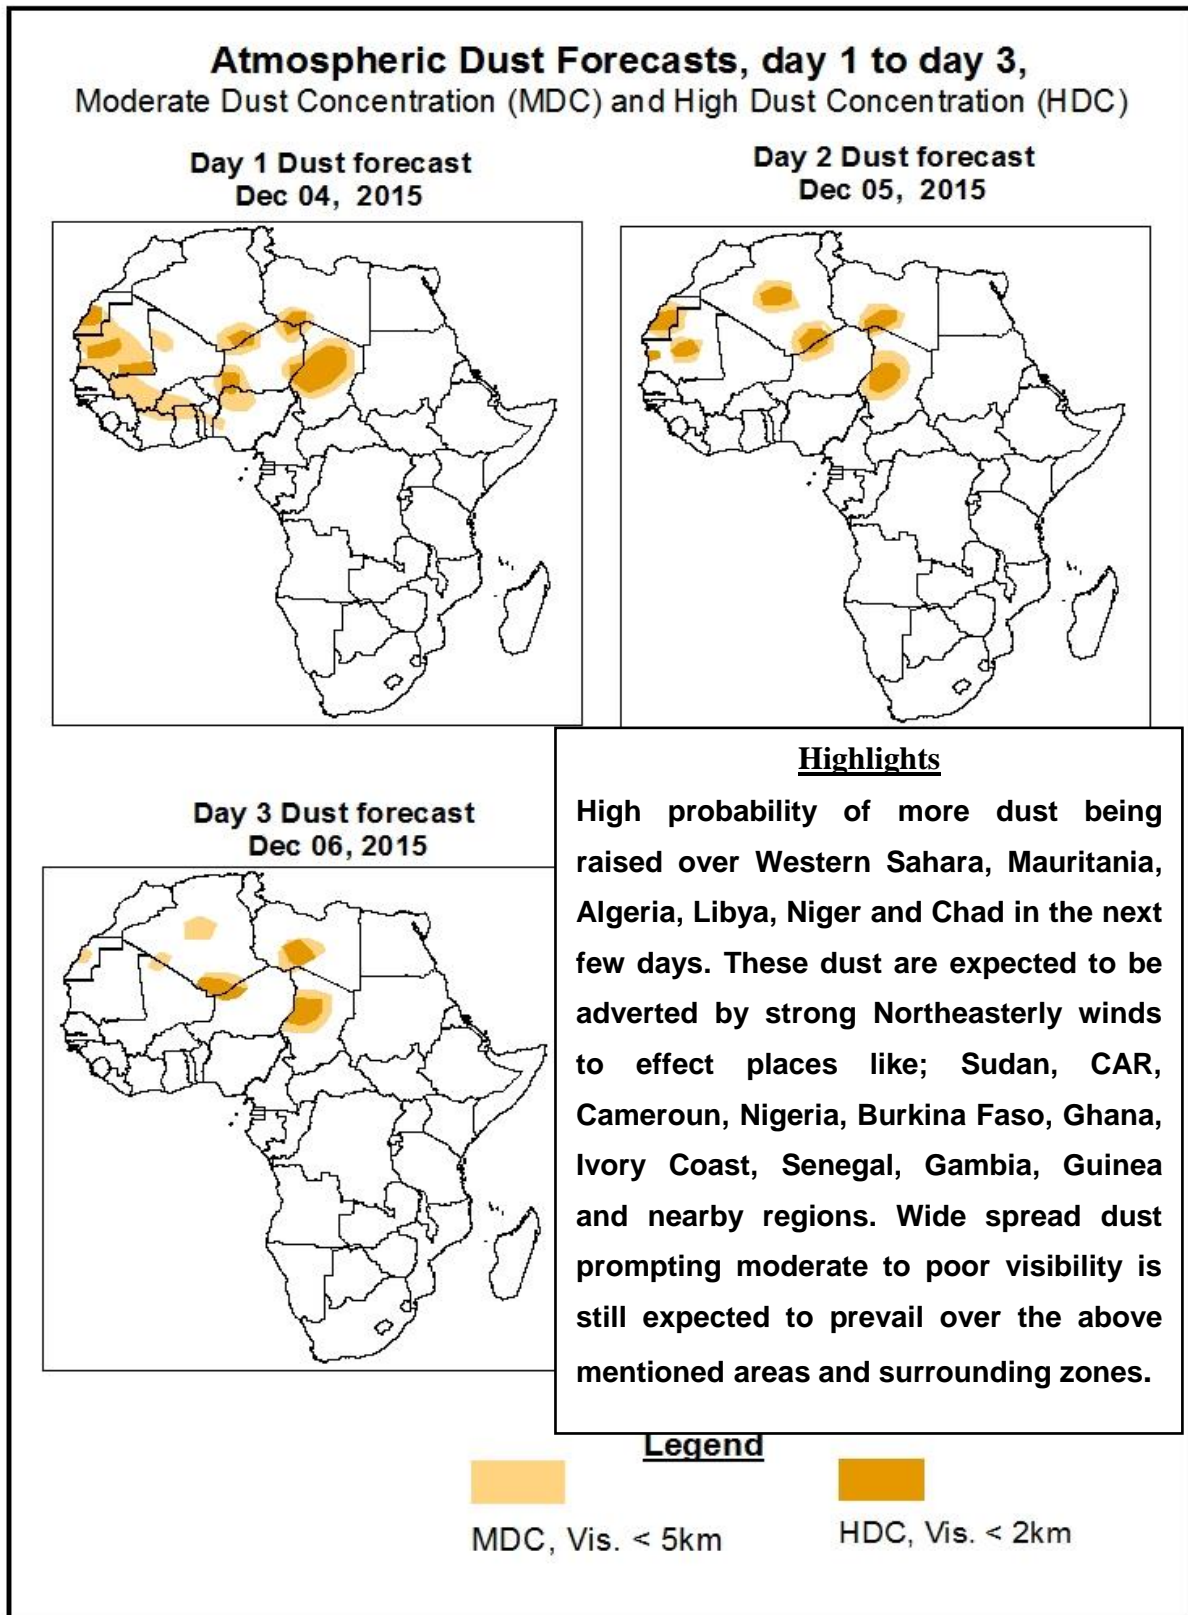 Atmospheric Dust Forecasts, day 1 to day 3,
Moderate Dust Concentration (MDC) and High Dust Concentration (HDC)
Day 1 Dust forecast
Dec 04, 2015
Day 2 Dust forecast
Dec 05, 2015
Day 3 Dust forecast
Dec 06, 2015
Highlights
High probability of more dust being
raised over Western Sahara, Mauritania,
Algeria, Libya, Niger and Chad in the next
few days. These dust are expected to be
adverted by strong Northeasterly winds
to effect places like; Sudan, CAR,
Cameroun, Nigeria, Burkina Faso, Ghana,
Ivory Coast, Senegal, Gambia, Guinea
and nearby regions. Wide spread dust
prompting moderate to poor visibility is
still expected to prevail over the above
mentioned areas and surrounding zones.
Legend
MDC, Vis. < 5km
HDC, Vis. < 2km